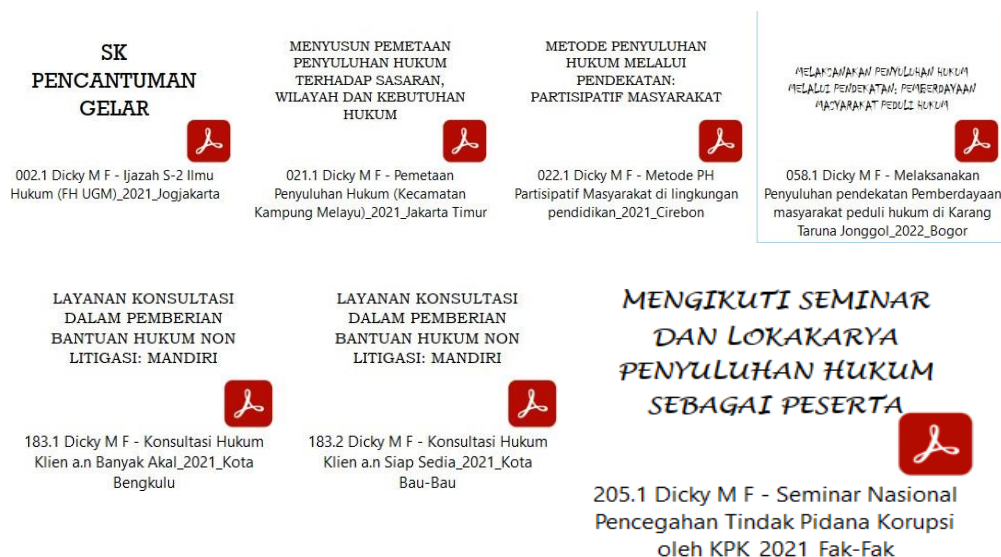 SK
PENCANTUMAN
GELAR
002.1 Dicky M F - Ijazah S-2 Ilmu
Hukum (FH UGM)_2021_Jogjakarta
MENYUSUN PEMETAAN
PENYULUHAN HUKUM
TERHADAP SASARAN,
WILAYAH DAN KEBUTUHAN
HUKUM
021.1 Dicky M F - Pemetaan
Penyuluhan Hukum (Kecamatan
Kampung Melayu)_2021_Jakarta Timur
METODE PENYULUHAN
HUKUM MELALUI
PENDEKATAN:
PARTISIPATIF MASYARAKAT
022.1 Dicky M F - Metode PH
Partisipatif Masyarakat di lingkungan
pendidikan_2021_Cirebon
MELAKSANAKAN PENYULUHAN HUKUM
MELALUI PENDEKATAN: PEMBERDAYAAN
MASYARAKAT PEDULI HUKUM
058.1 Dicky M F - Melaksanakan
Penyuluhan pendekatan Pemberdayaan
masyarakat peduli hukum di Karang
Taruna Jonggol_2022_Bogor
LAYANAN KONSULTASI
DALAM PEMBERIAN
BANTUAN HUKUM NON
LITIGASI: MANDIRI
183.1 Dicky M F - Konsultasi Hukum
Klien a.n Banyak Akal_2021_Kota
Bengkulu
LAYANAN KONSULTASI
DALAM PEMBERIAN
BANTUAN HUKUM NON
LITIGASI: MANDIRI
183.2 Dicky M F - Konsultasi Hukum
Klien a.n Siap Sedia_2021_Kota
Bau-Bau
MENGIKUTI SEMINAR
DAN LOKAKARYA
PENYULUHAN HUKUM
SEBAGAI PESERTA
205.1 Dicky M F - Seminar Nasional
Pencegahan Tindak Pidana Korupsi
oleh KPK_2021_Fak-Fak